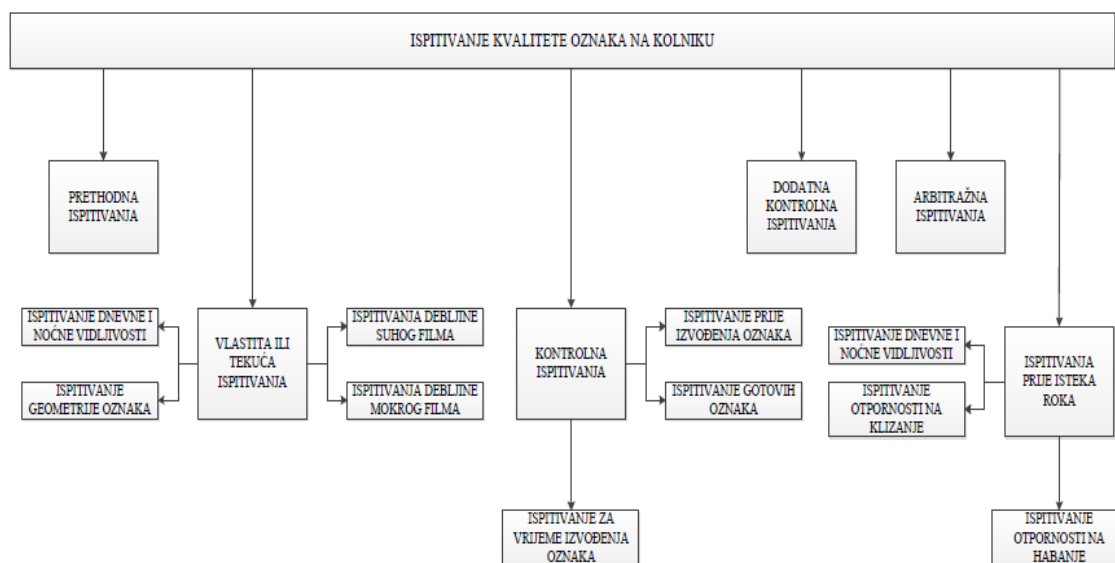 ISPITIVANJE KVALITETE OZNAKA NA KOLNIKU
PRETHODNA
ISPITIVANJA
DODATNA
KONTROLNA
ISPITIVANJA
ARBITRAŽNA
ISPITIVANJA
ISPITIVANJE DNEVNE I
NOĆNE VIDLJIVOSTI
ISPITIVANJE
GEOMETRIJE OZNAKA
VLASTITA ILI
TEKUĆA
ISPITIVANJA
ISPITIVANJA DEBLJINE
SUHOG FILMA
ISPITIVANJA DEBLJINE
MOKROG FILMA
KONTROLNA
ISPITIVANJA
ISPITIVANJE PRIJE
IZVOĐENJA OZNAKA
ISPITIVANJE GOTOVIH
OZNAKA
ISPITIVANJE DNEVNE I
NOĆNE VIDLJIVOSTI
ISPITIVANJE
OTPORNOSTI NA
KLIZANJE
ISPITIVANJA
PRIJE ISTEKA
ROKA
ISPITIVANJE ZA
VRIJEME IZVOĐENJA
OZNAKA
ISPITIVANJE
OTPORNOSTI NA
HABANJE